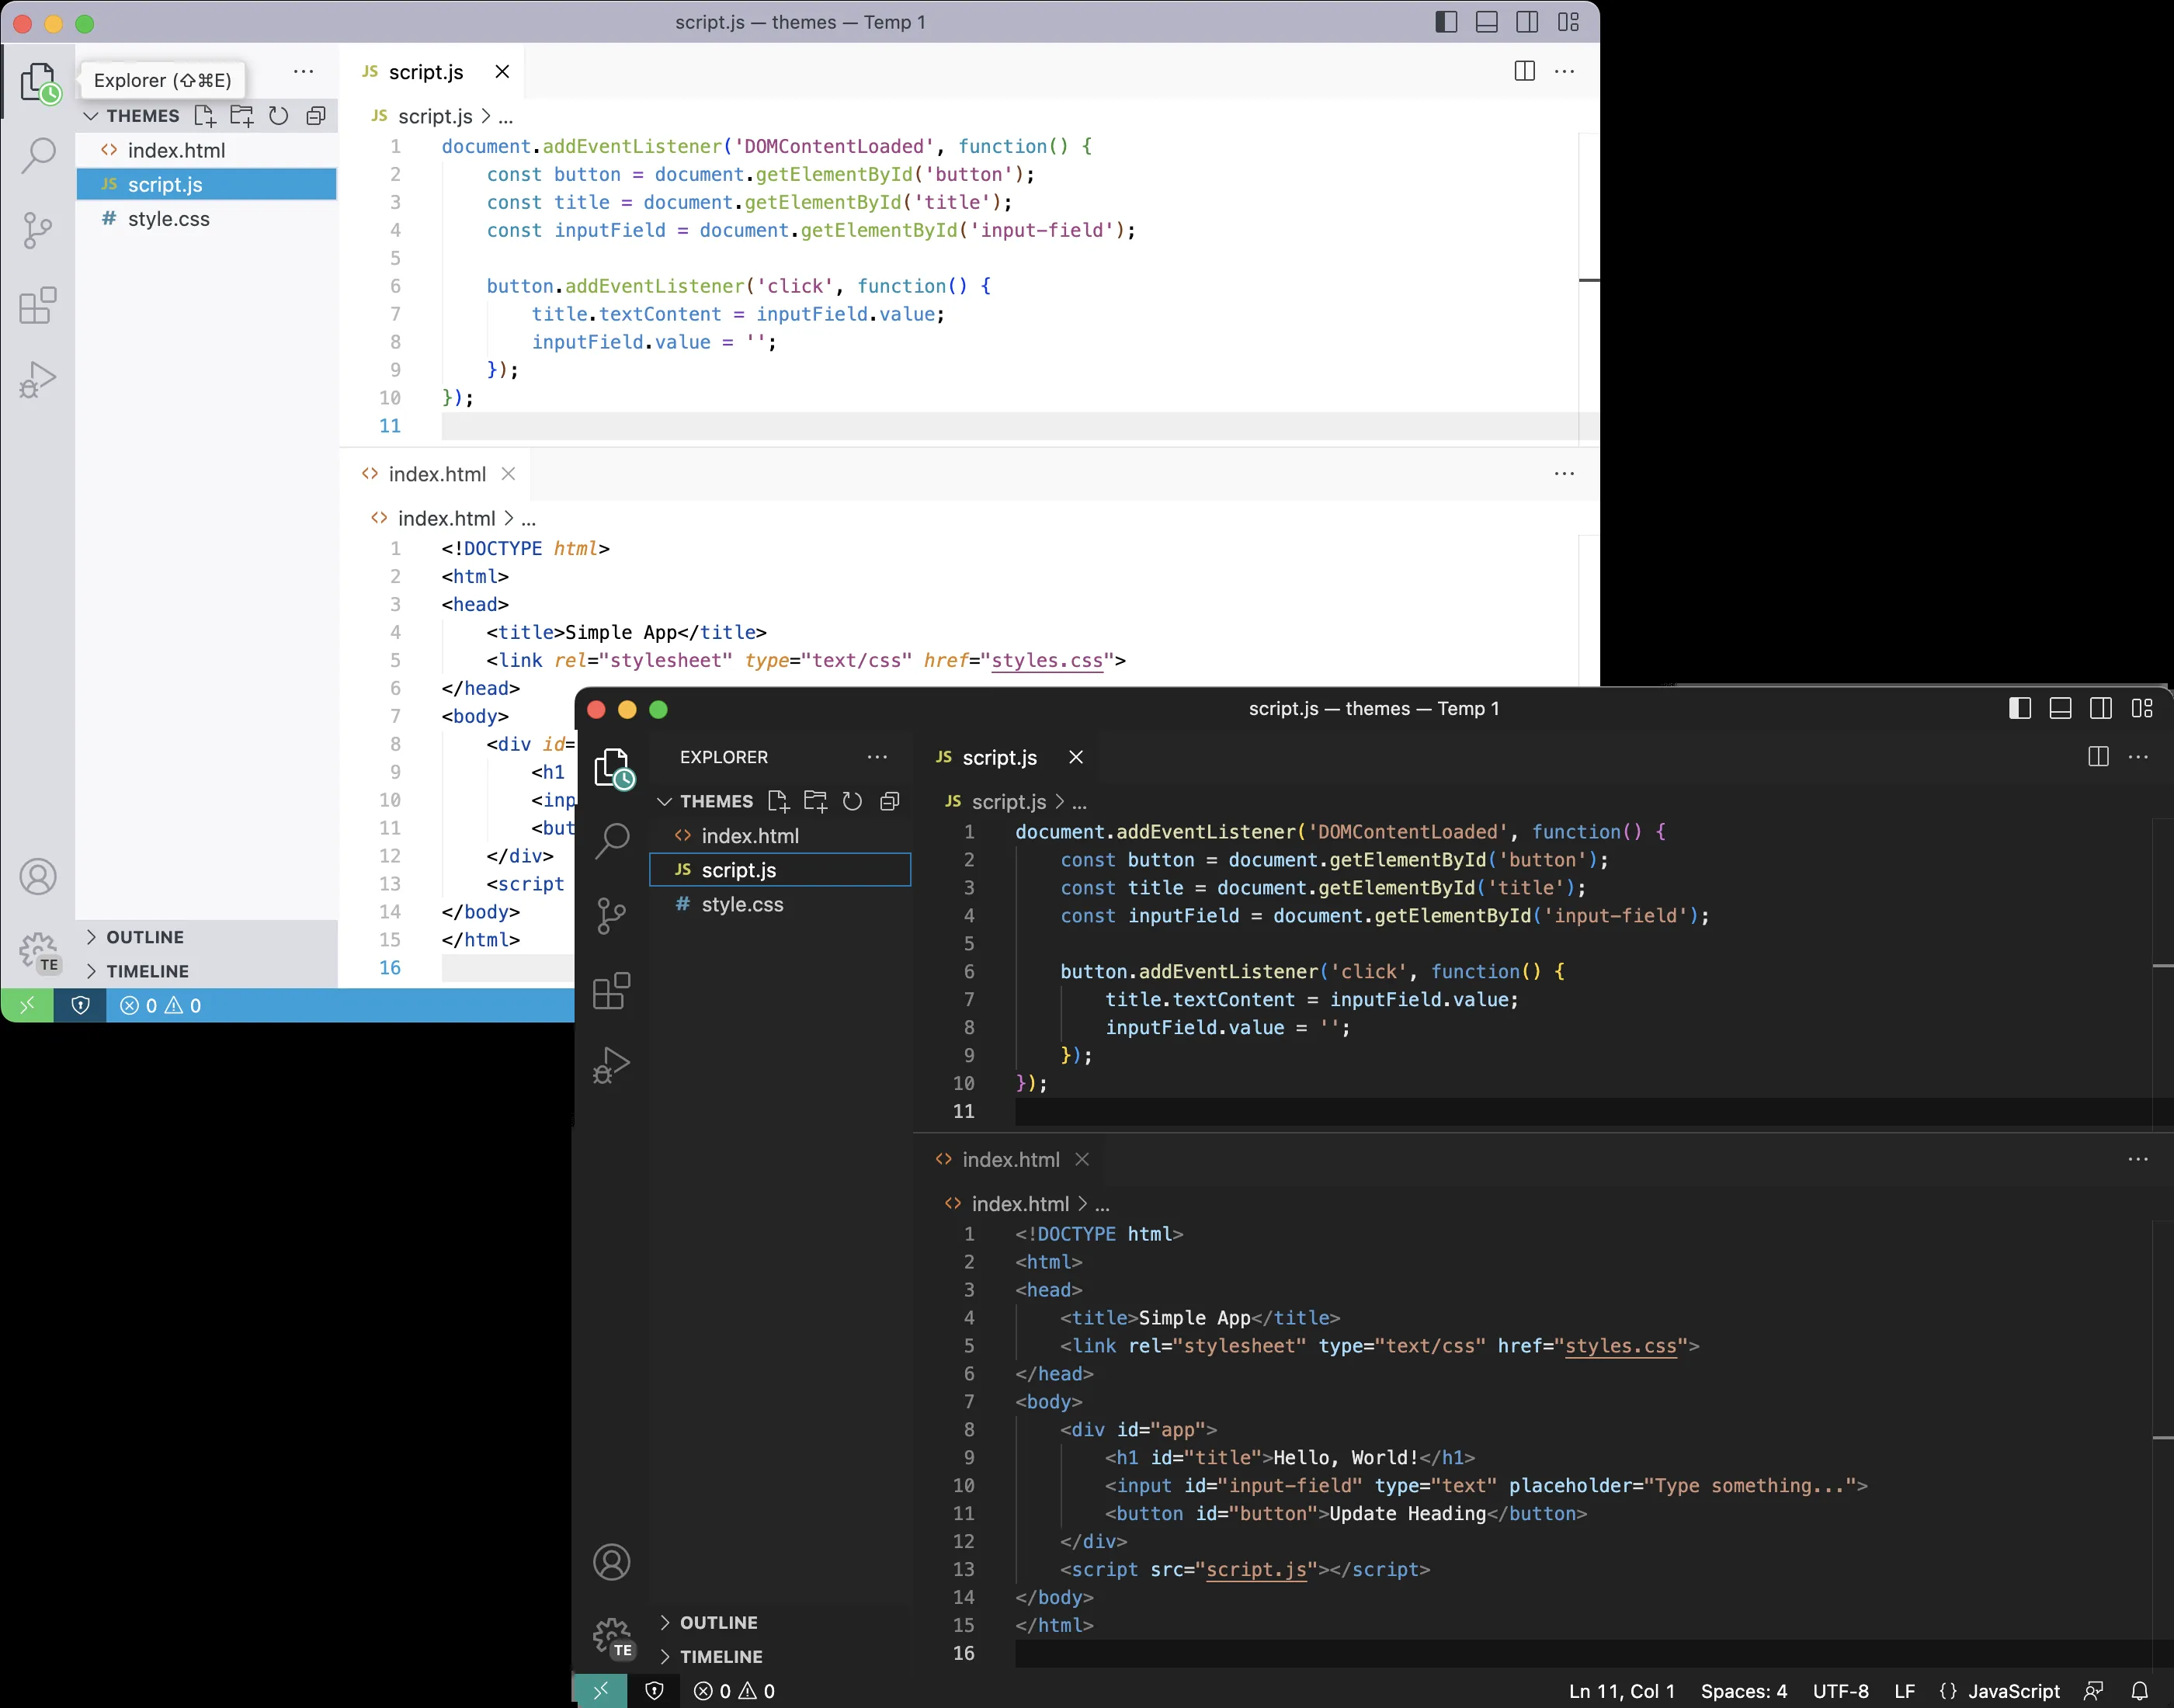 script.js — themes — Temp 1
Explorer (⇧⌘E)
THEMES
index.html
JS script.js
# style.css
OUTLINE
TIMELINE
TE
0 0
JS script.js
JS script.js > ...
1 document.addEventListener('DOMContentLoaded', function() {
2 const button = document.getElementById('button');
3 const title = document.getElementById('title');
4 const inputField = document.getElementById('input-field');
5
6 button.addEventListener('click', function() {
7 title.textContent = inputField.value;
8 inputField.value = '';
9 });
10 });
11
<> index.html
<> index.html > ...
1 <!DOCTYPE html>
2 <html>
3 <head>
4 <title>Simple App</title>
5 <link rel="stylesheet" type="text/css" href="styles.css">
6 </head>
7 <body>
8 <div id=
9 <h1
10 <inp
11 <but
12 </div>
13 <script
14 </body>
15 </html>
16
script.js — themes — Temp 1
EXPLORER
THEMES
<> index.html
JS script.js
# style.css
OUTLINE
TIMELINE
TE
JS script.js
JS script.js > ...
1 document.addEventListener('DOMContentLoaded', function() {
2 const button = document.getElementById('button');
3 const title = document.getElementById('title');
4 const inputField = document.getElementById('input-field');
5
6 button.addEventListener('click', function() {
7 title.textContent = inputField.value;
8 inputField.value = '';
9 });
10 });
11
<> index.html
<> index.html > ...
1 <!DOCTYPE html>
2 <html>
3 <head>
4 <title>Simple App</title>
5 <link rel="stylesheet" type="text/css" href="styles.css">
6 </head>
7 <body>
8 <div id="app">
9 <h1 id="title">Hello, World!</h1>
10 <input id="input-field" type="text" placeholder="Type something...">
11 <button id="button">Update Heading</button>
12 </div>
13 <script src="script.js"></script>
14 </body>
15 </html>
16
0 0 Ln 11, Col 1 Spaces: 4 UTF-8 LF {} JavaScript